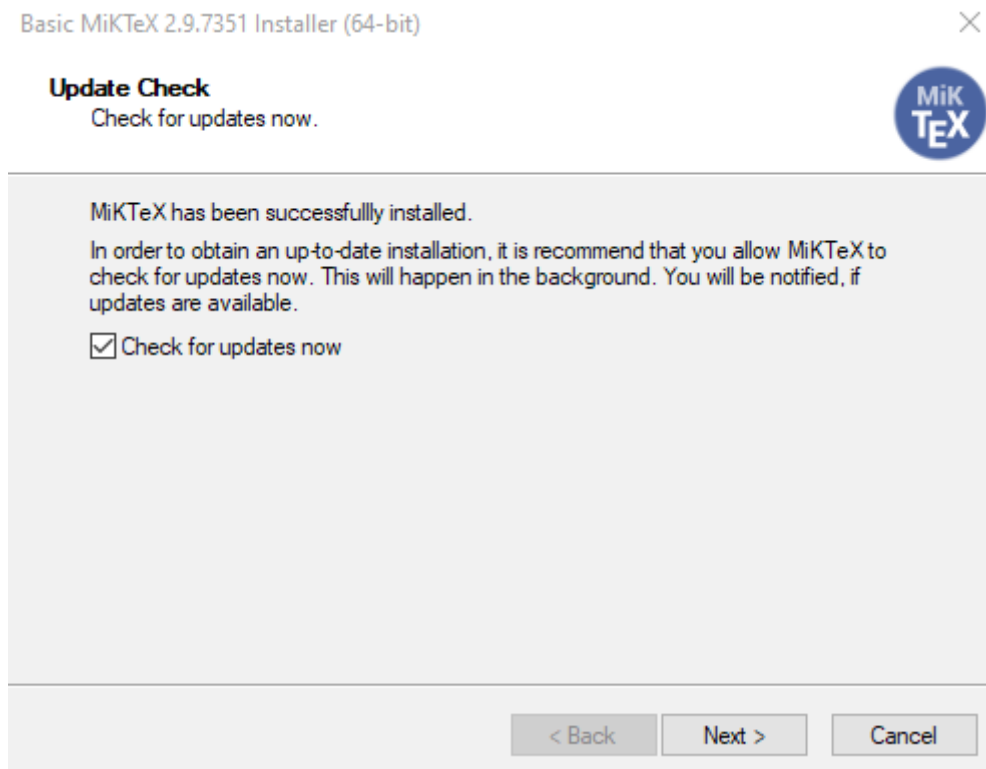 Basic MiKTeX 2.9.7351 Installer (64-bit)
Update Check
Check for updates now.
MiK
TEX
MiKTeX has been successfullly installed.
In order to obtain an up-to-date installation, it is recommend that you allow MiKTeX to
check for updates now. This will happen in the background. You will be notified, if
updates are available.
Check for updates now
< Back
Next >
Cancel